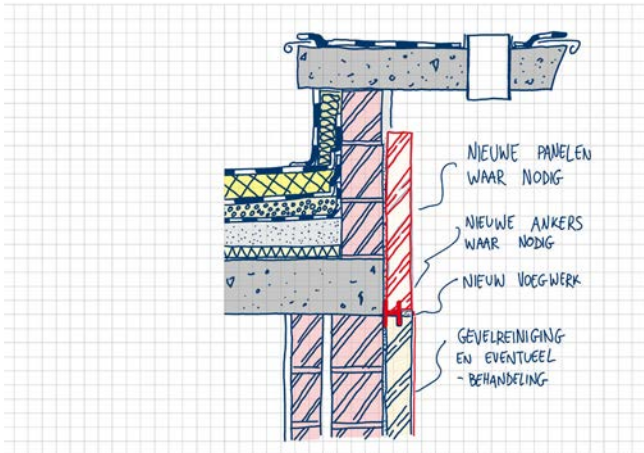 NIEUWE PANELEN
WAAR NODIG
NIEUWE ANKERS
WAAR NODIG
NIEUW VOEGWERK
GEVELREINIGING
EN EVENTUEEL
-BEHANDELING